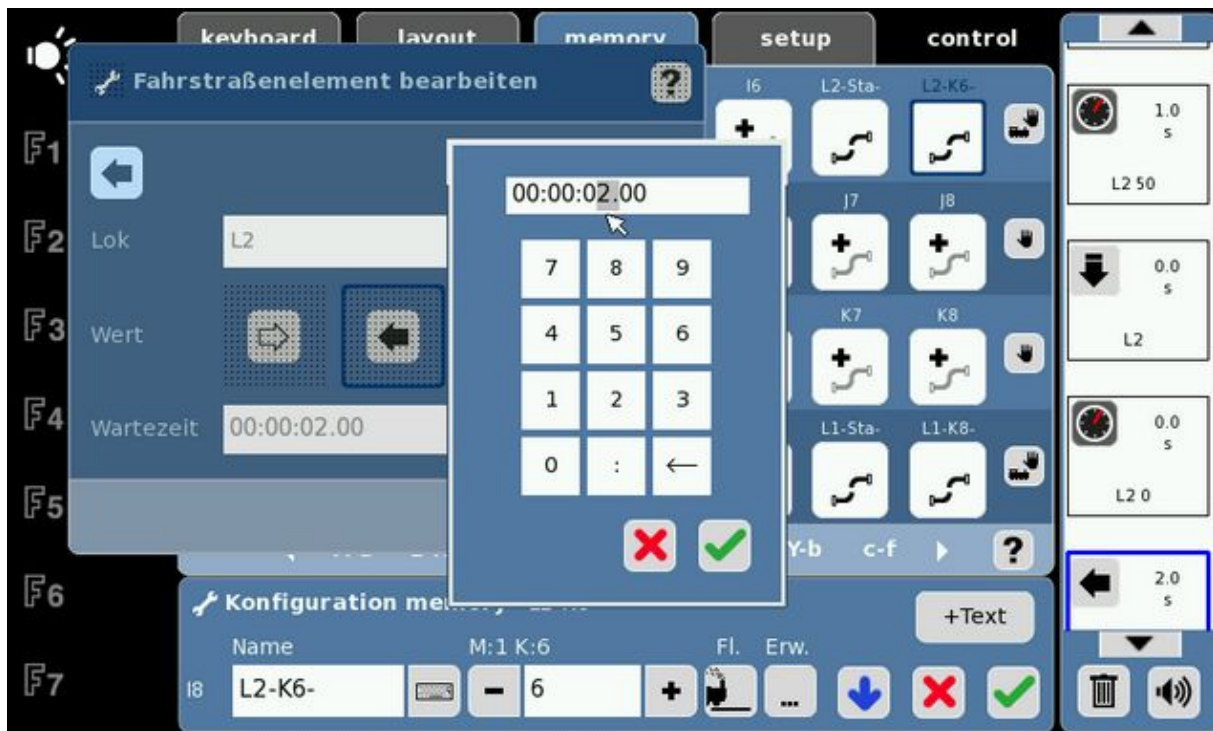 keyboard layout memory setup control
Fahrstraßenelement bearbeiten ?
I6 L2-Sta- L2-K6-
1.0
s
L2 50
F1
00:00:02.00
J7 J8
F2 Lok L2
7 8 9
0.0
s
L2
F3 Wert
K7 K8
4 5 6
1 2 3
F4 Wartezeit 00:00:02.00
L1-Sta- L1-K8-
0.0
s
L2 0
0 : ←
F5
Y-b c-f ?
2.0
s
F6
Konfiguration
+Text
Name M:1 K:6 Fl. Erw.
F7 I8 L2-K6- - 6 + ...